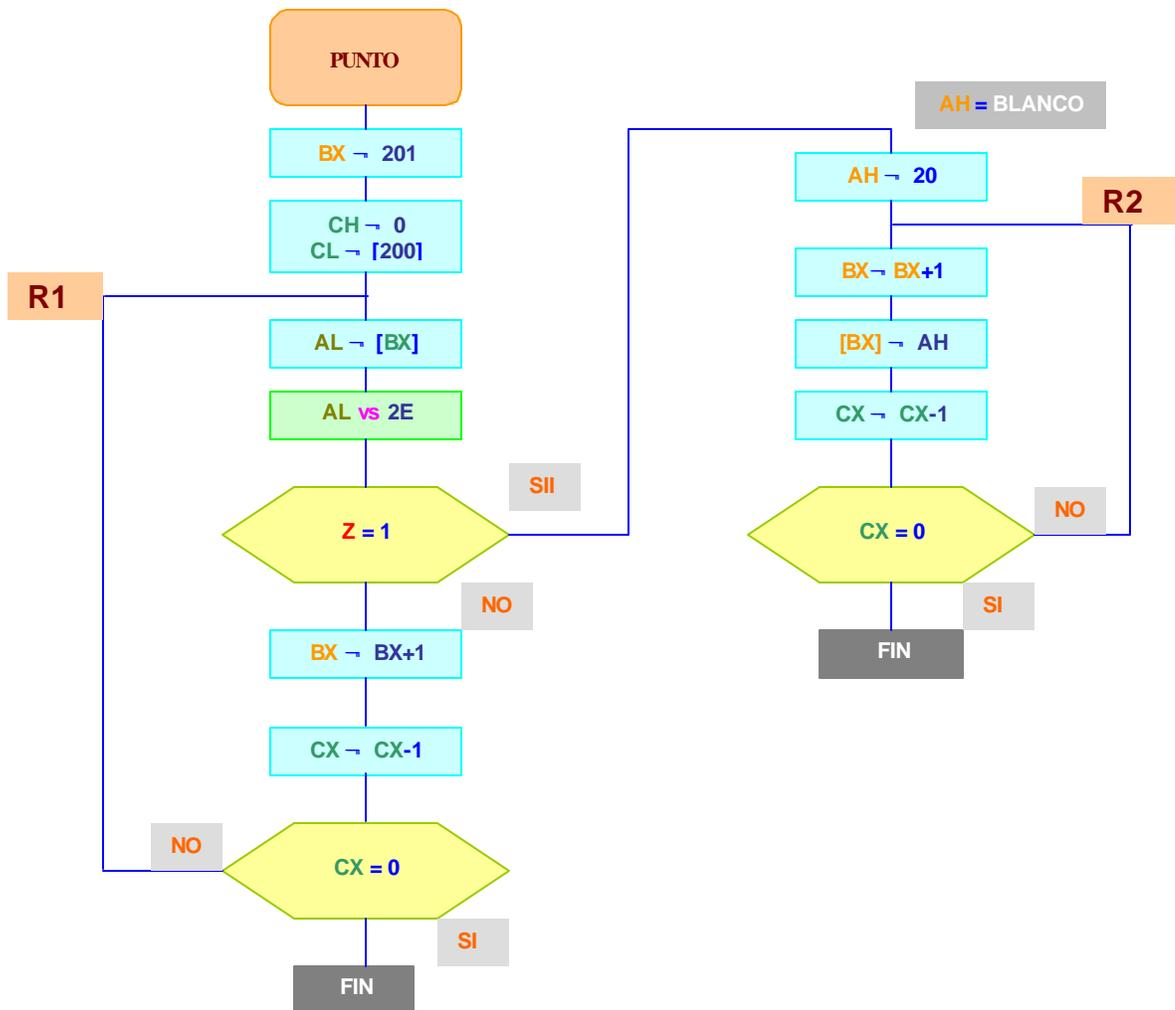 PUNTO
BX ¬ 201
CH ¬ 0
CL ¬ [200]
R1
AL ¬ [BX]
AL vs 2E
SII
Z = 1
NO
BX ¬ BX+1
CX ¬ CX-1
NO
CX = 0
SI
FIN
AH = BLANCO
AH ¬ 20
R2
BX¬ BX+1
[BX] ¬ AH
CX ¬ CX-1
CX = 0
NO
SI
FIN